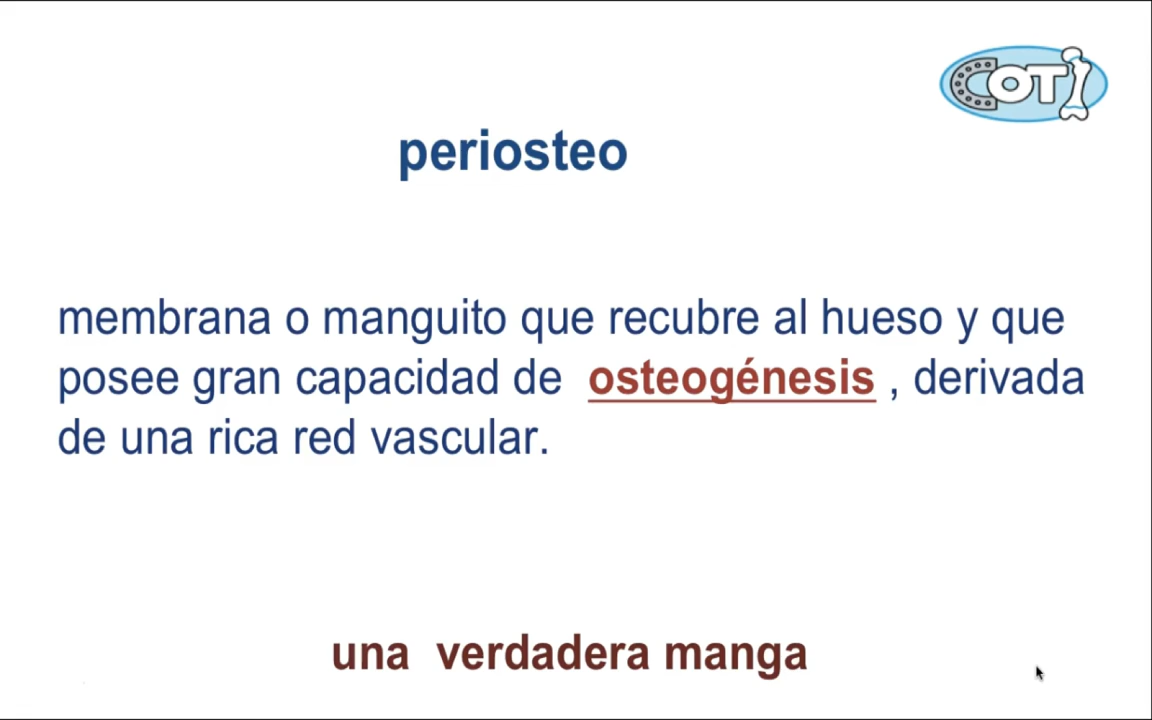 COTI
periosteo
membrana o manguito que recubre al hueso y que
posee gran capacidad de osteogénesis , derivada
de una rica red vascular.
una verdadera manga